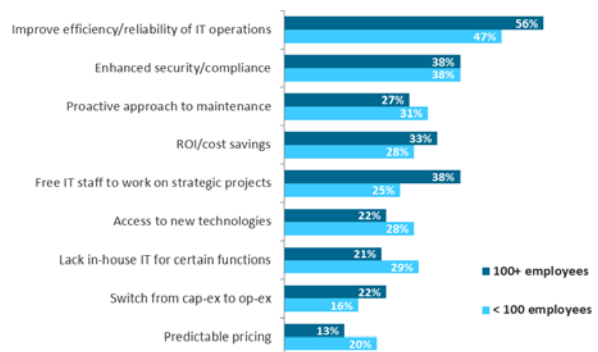 Improve efficiency/reliability of IT operations
56%
47%
Enhanced security/compliance
38%
38%
Proactive approach to maintenance
27%
31%
ROI/cost savings
33%
28%
Free IT staff to work on strategic projects
38%
25%
Access to new technologies
22%
28%
Lack in-house IT for certain functions
21%
29%
100+ employees
Switch from cap-ex to op-ex
22%
16%
< 100 employees
Predictable pricing
13%
20%